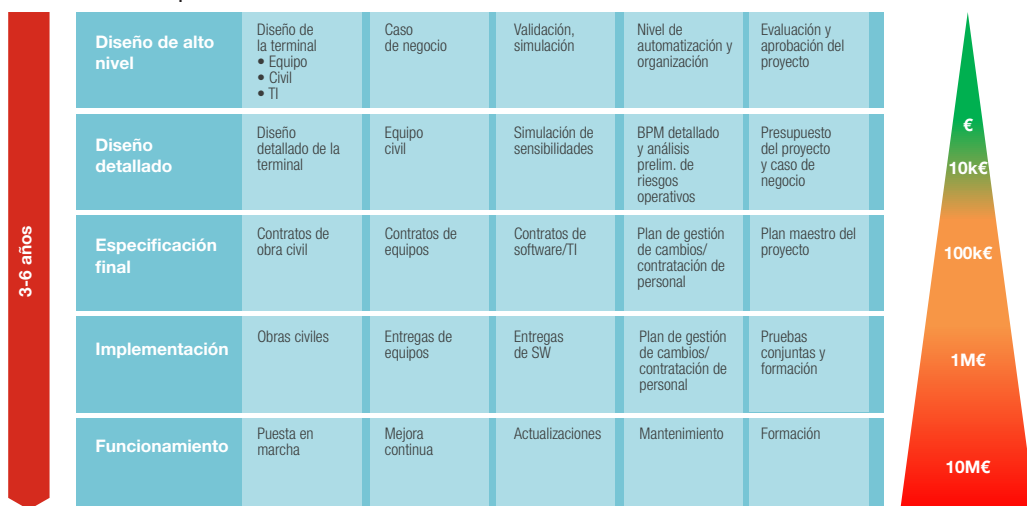 3-6 años
Diseño de alto
nivel
Diseño de
la terminal
• Equipo
• Civil
• TI
Caso
de negocio
Validación,
simulación
Nivel de
automatización y
organización
Evaluación y
aprobación del
proyecto
Diseño
detallado
Diseño
detallado de la
terminal
Equipo
civil
Simulación de
sensibilidades
BPM detallado
y análisis
prelim. de
riesgos
operativos
Presupuesto
del proyecto
y caso de
negocio
Especificación
final
Contratos de
obra civil
Contratos de
equipos
Contratos de
software/TI
Plan de gestión
de cambios/
contratación de
personal
Plan maestro del
proyecto
Implementación
Obras civiles
Entregas de
equipos
Entregas
de SW
Plan de gestión
de cambios/
contratación de
personal
Pruebas
conjuntas y
formación
Funcionamiento
Puesta en
marcha
Mejora
continua
Actualizaciones
Mantenimiento
Formación
€
10k€
100k€
1M€
10M€